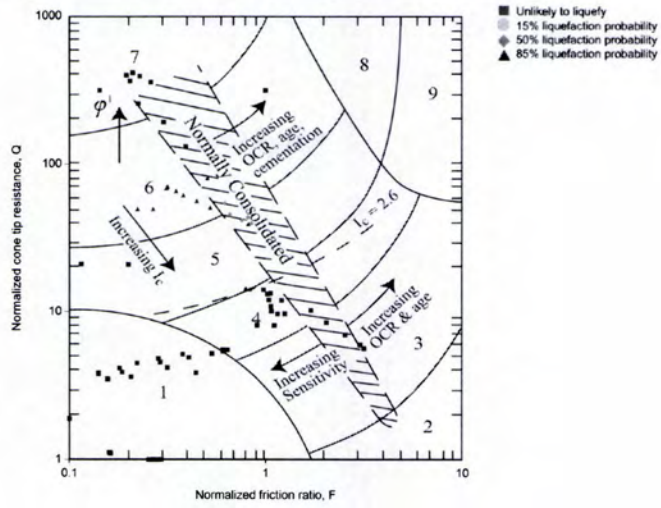 Unlikely to liquefy
15% liquefaction probability
50% liquefaction probability
85% liquefaction probability
1000
100
10
1
Normalized cone tip resistance, Q
0.1
1
10
Normalized friction ratio, F
7
8
9
φ'
Normally Consolidated
Increasing
OCR, age,
cementation
6
Increasing Ic
5
Ic = 2.6
4
Increasing
OCR & age
3
Increasing
Sensitivity
1
2